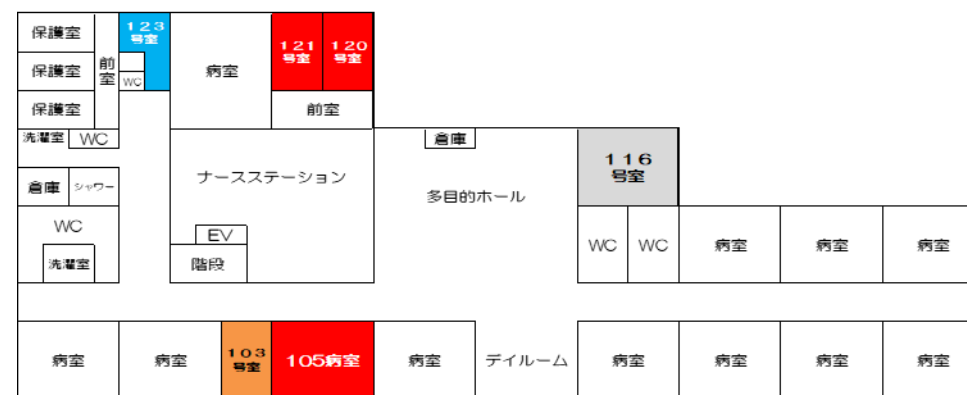 保護室
前室
123
号室
保護室
WC
病室
121
号室
120
号室
保護室
前室
洗濯室
WC
倉庫
116
号室
倉庫
シャワー
ナースステーション
多目的ホール
WC
EV
WC
WC
病室
病室
病室
洗濯室
階段
病室
病室
103
号室
105病室
病室
デイルーム
病室
病室
病室
病室